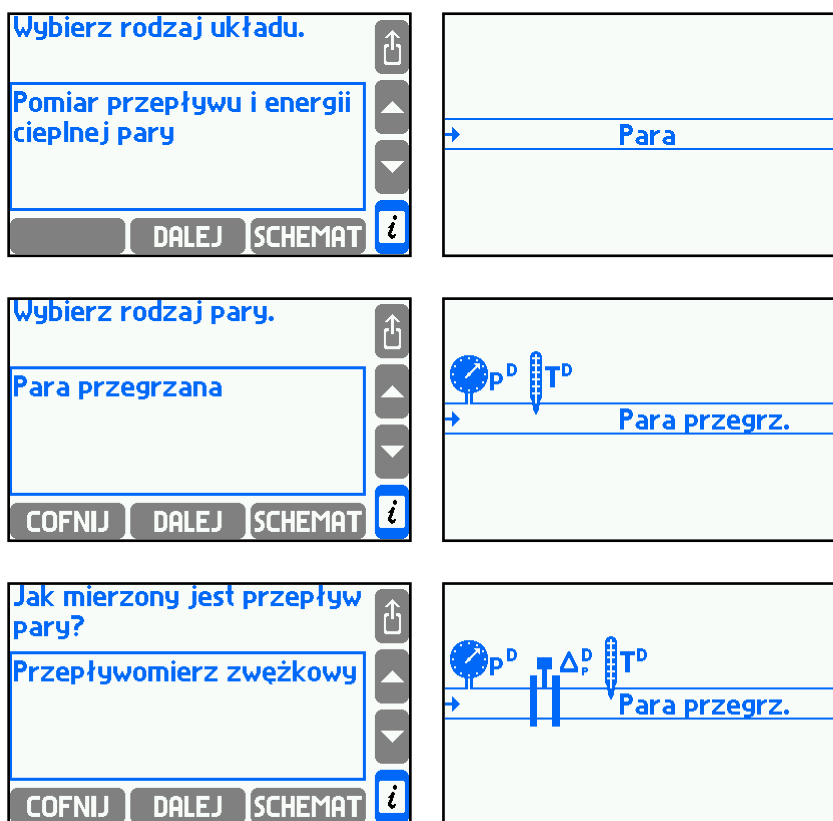 Wybierz rodzaj układu.
Pomiar przepływu i energii
cieplnej pary
DALEJ SCHEMAT i
Para
Wybierz rodzaj pary.
Para przegrzana
COFNIJ DALEJ SCHEMAT i
p D T D
Para przegrz.
Jak mierzony jest przepływ
pary?
Przepływomierz zwężkowy
COFNIJ DALEJ SCHEMAT i
p D Δ D p T D
Para przegrz.